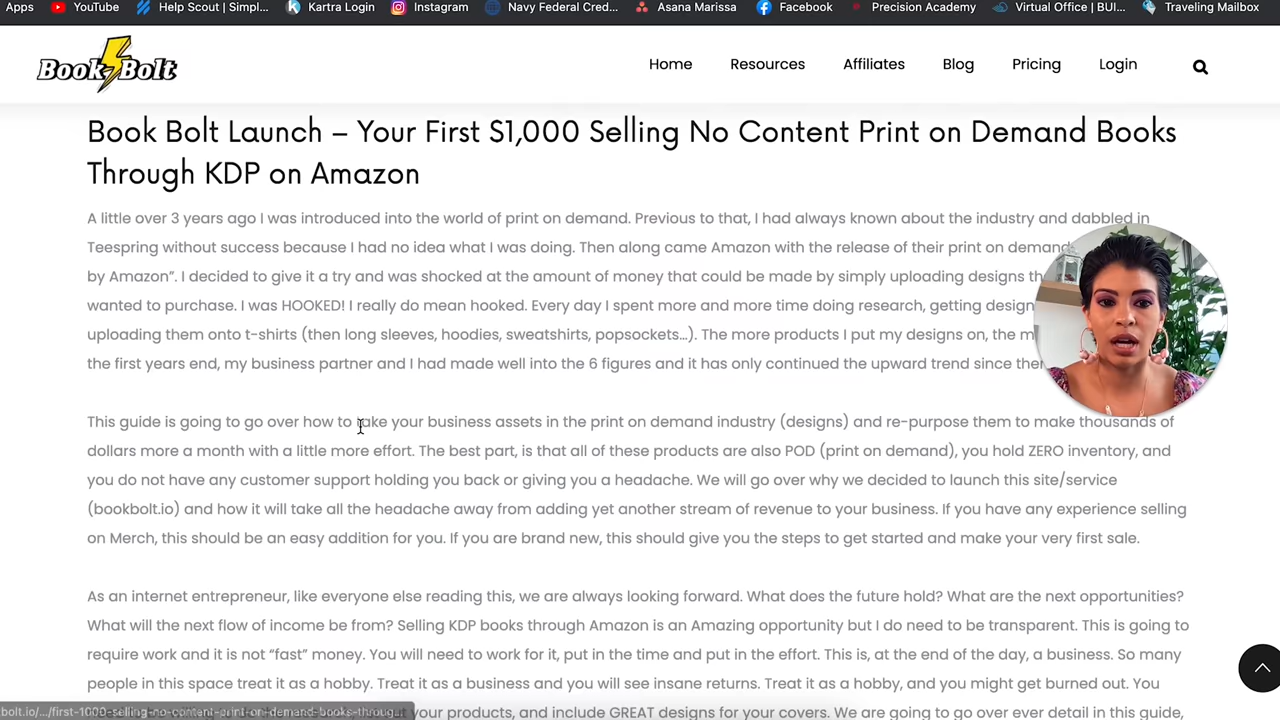 Apps YouTube Help Scout | Simpl... Kartra Login Instagram Navy Federal Cred... Asana Marissa Facebook Precision Academy Virtual Office | BUI... Traveling Mailbox
Book Bolt
Home Resources Affiliates Blog Pricing Login
Book Bolt Launch – Your First $1,000 Selling No Content Print on Demand Books
Through KDP on Amazon
A little over 3 years ago I was introduced into the world of print on demand. Previous to that, I had always known about the industry and dabbled in
Teespring without success because I had no idea what I was doing. Then along came Amazon with the release of their print on demand
by Amazon”. I decided to give it a try and was shocked at the amount of money that could be made by simply uploading designs
wanted to purchase. I was HOOKED! I really do mean hooked. Every day I spent more and more time doing research, getting
uploading them onto t-shirts (then long sleeves, hoodies, sweatshirts, popsockets…). The more products I put my designs on, the
the first years end, my business partner and I had made well into the 6 figures and it has only continued the upward trend since
This guide is going to go over how to take your business assets in the print on demand industry (designs) and re-purpose them to make thousands of
dollars more a month with a little more effort. The best part, is that all of these products are also POD (print on demand), you hold ZERO inventory, and
you do not have any customer support holding you back or giving you a headache. We will go over why we decided to launch this site/service
(bookbolt.io) and how it will take all the headache away from adding yet another stream of revenue to your business. If you have any experience selling
on Merch, this should be an easy addition for you. If you are brand new, this should give you the steps to get started and make your very first sale.
As an internet entrepreneur, like everyone else reading this, we are always looking forward. What does the future hold? What are the next opportunities?
What will the next flow of income be from? Selling KDP books through Amazon is an Amazing opportunity but I do need to be transparent. This is going to
require work and it is not “fast” money. You will need to work for it, put in the time and put in the effort. This is, at the end of the day, a business. So many
people in this space treat it as a hobby. Treat it as a business and you will see insane returns. Treat it as a hobby, and you might get burned out. You
your products, and include GREAT designs for your covers. We are going to go over ever detail in this guide,
bolt.io/.../first-1000-selling-no-content-print-on-demand-books-throug...